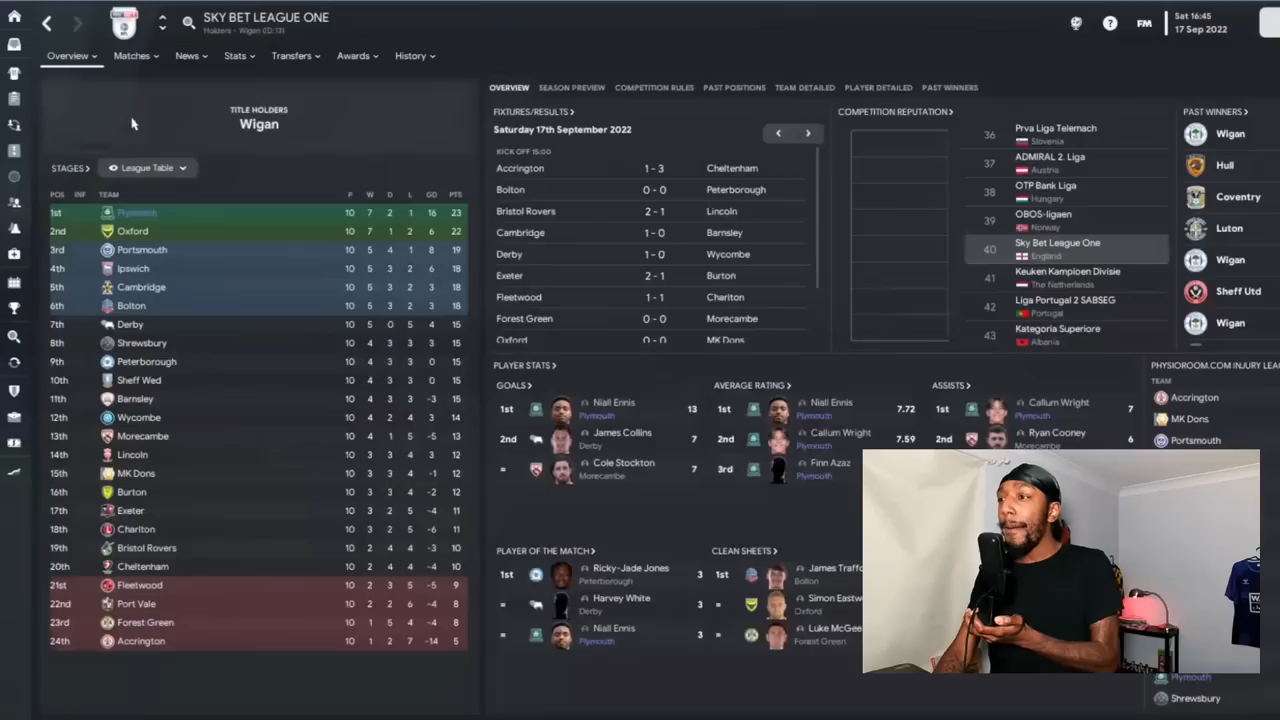 SKY BET LEAGUE ONE
Holders - Wigan (D:13)
FM
Sat 16:45
17 Sep 2022
Overview Matches News Stats Transfers Awards History
TITLE HOLDERS
Wigan
STAGES League Table
POS INF TEAM P W D L GD PTS
1st Plymouth 10 7 2 1 16 23
2nd Oxford 10 7 1 2 6 22
3rd Portsmouth 10 5 4 1 8 19
4th Ipswich 10 5 3 2 6 18
5th Cambridge 10 5 3 2 3 18
6th Bolton 10 5 3 2 3 18
7th Derby 10 5 0 5 4 15
8th Shrewsbury 10 4 3 3 3 15
9th Peterborough 10 4 3 3 0 15
10th Sheff Wed 10 4 3 3 0 15
11th Barnsley 10 4 3 3 -3 15
12th Wycombe 10 4 2 4 3 14
13th Morecambe 10 4 1 5 -5 13
14th Lincoln 10 3 3 4 3 12
15th MK Dons 10 3 3 4 -1 12
16th Burton 10 3 3 4 -2 12
17th Exeter 10 3 2 5 -4 11
18th Charlton 10 3 2 5 -6 11
19th Bristol Rovers 10 2 4 4 -3 10
20th Cheltenham 10 2 4 4 -4 10
21st Fleetwood 10 2 3 5 -5 9
22nd Port Vale 10 2 2 6 -4 8
23rd Forest Green 10 1 5 4 -4 8
24th Accrington 10 1 2 7 -14 5
OVERVIEW SEASON PREVIEW COMPETITION RULES PAST POSITIONS TEAM DETAILED PLAYER DETAILED PAST WINNERS
FIXTURES/RESULTS
Saturday 17th September 2022
KICK OFF 15:00
Accrington 1 - 3 Cheltenham
Bolton 0 - 0 Peterborough
Bristol Rovers 2 - 1 Lincoln
Cambridge 1 - 0 Barnsley
Derby 1 - 0 Wycombe
Exeter 2 - 1 Burton
Fleetwood 1 - 1 Charlton
Forest Green 0 - 0 Morecambe
Oxford 0 - 0 MK Dons
COMPETITION REPUTATION
36 Prva Liga Telemach
Slovenia
37 ADMIRAL 2. Liga
Austria
38 OTP Bank Liga
Hungary
39 OBOS-ligaen
Norway
40 Sky Bet League One
England
41 Keuken Kampioen Divisie
The Netherlands
42 Liga Portugal 2 SABSEG
Portugal
43 Kategoria Superiore
Albania
PAST WINNERS
Wigan
Hull
Coventry
Luton
Wigan
Sheff Utd
Wigan
PLAYER STATS
GOALS
1st Niall Ennis 13
Plymouth
2nd James Collins 7
Derby
= Cole Stockton 7
Morecambe
AVERAGE RATING
1st Niall Ennis 7.72
Plymouth
2nd Callum Wright 7.59
Plymouth
3rd Finn Azaz
Plymouth
ASSISTS
1st Callum Wright 7
Plymouth
2nd Ryan Cooney 6
Morecambe
PHYSIOROOM.COM INJURY LEA
TEAM
Accrington
MK Dons
Portsmouth
PLAYER OF THE MATCH
1st Ricky-Jade Jones 3
Peterborough
= Harvey White 3
Derby
= Niall Ennis 3
Plymouth
CLEAN SHEETS
1st James Traffo
Bolton
= Simon Eastw
Oxford
= Luke McGee
Forest Green
Plymouth
Shrewsbury